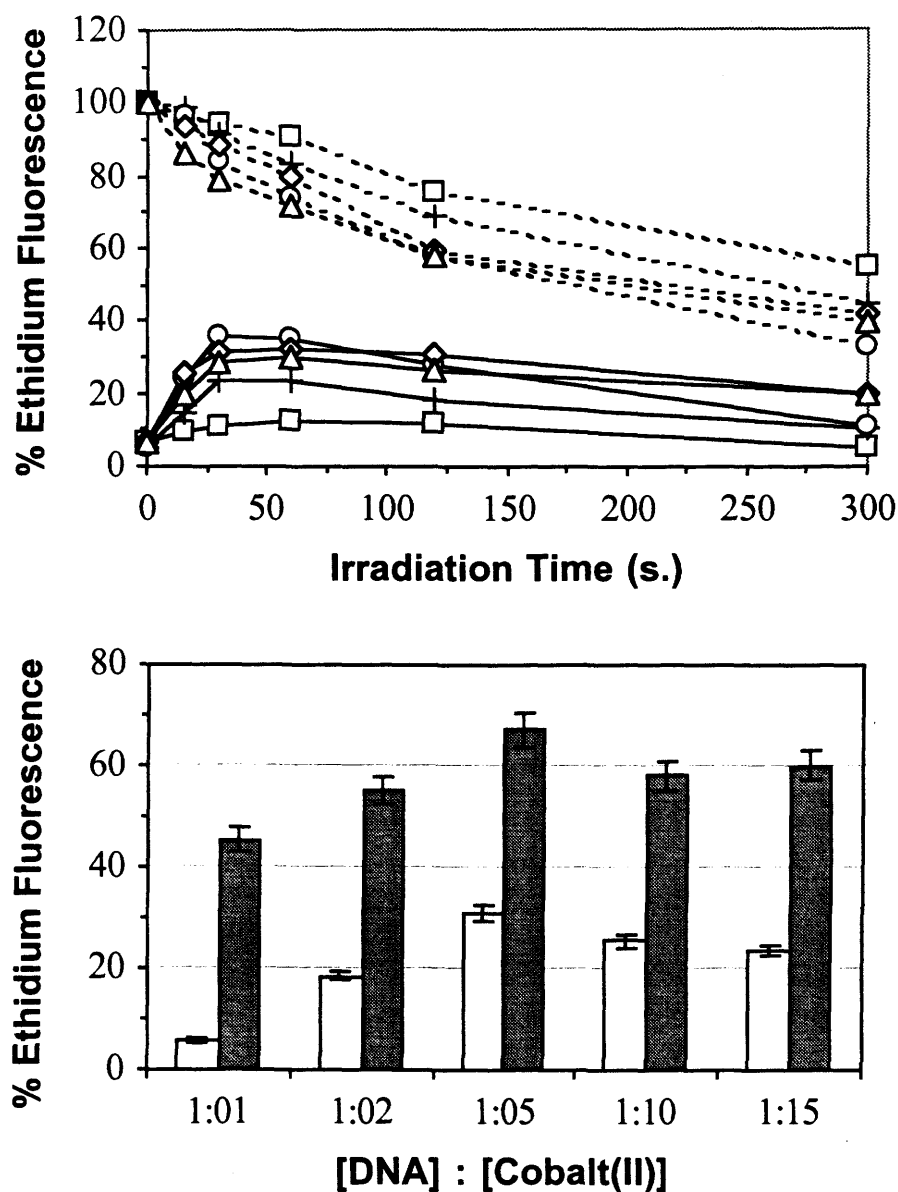 % Ethidium Fluorescence
120
100
80
60
40
20
0
0 50 100 150 200 250 300
Irradiation Time (s.)
% Ethidium Fluorescence
80
60
40
20
0
1:01 1:02 1:05 1:10 1:15
[DNA] : [Cobalt(II)]